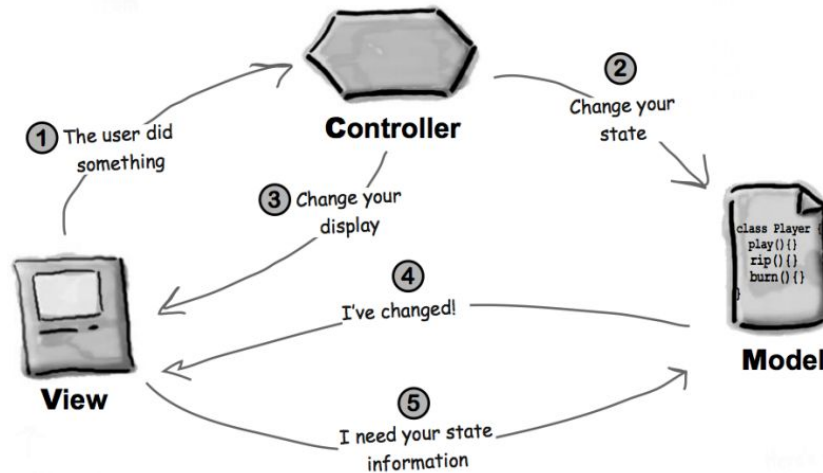 1 The user did
something
Controller
2
Change your
state
3 Change your
display
class Player {
play(){}
rip(){}
burn(){}
}
4
I've changed!
View
Model
5
I need your state
information